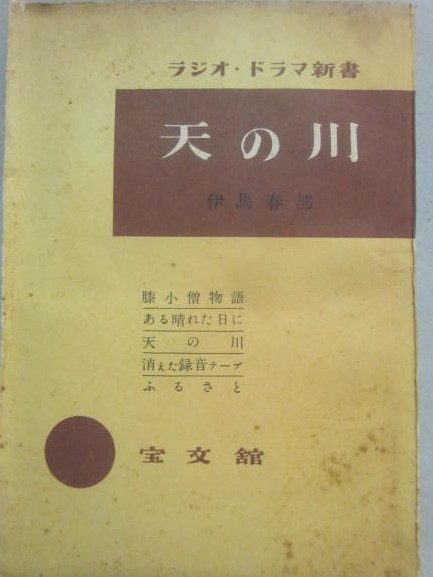 ラジオ・ドラマ新書
天の川
伊馬春部
膝小僧物語
ある晴れた日に
天の川
消えた録音テープ
ふるさと
宝文館